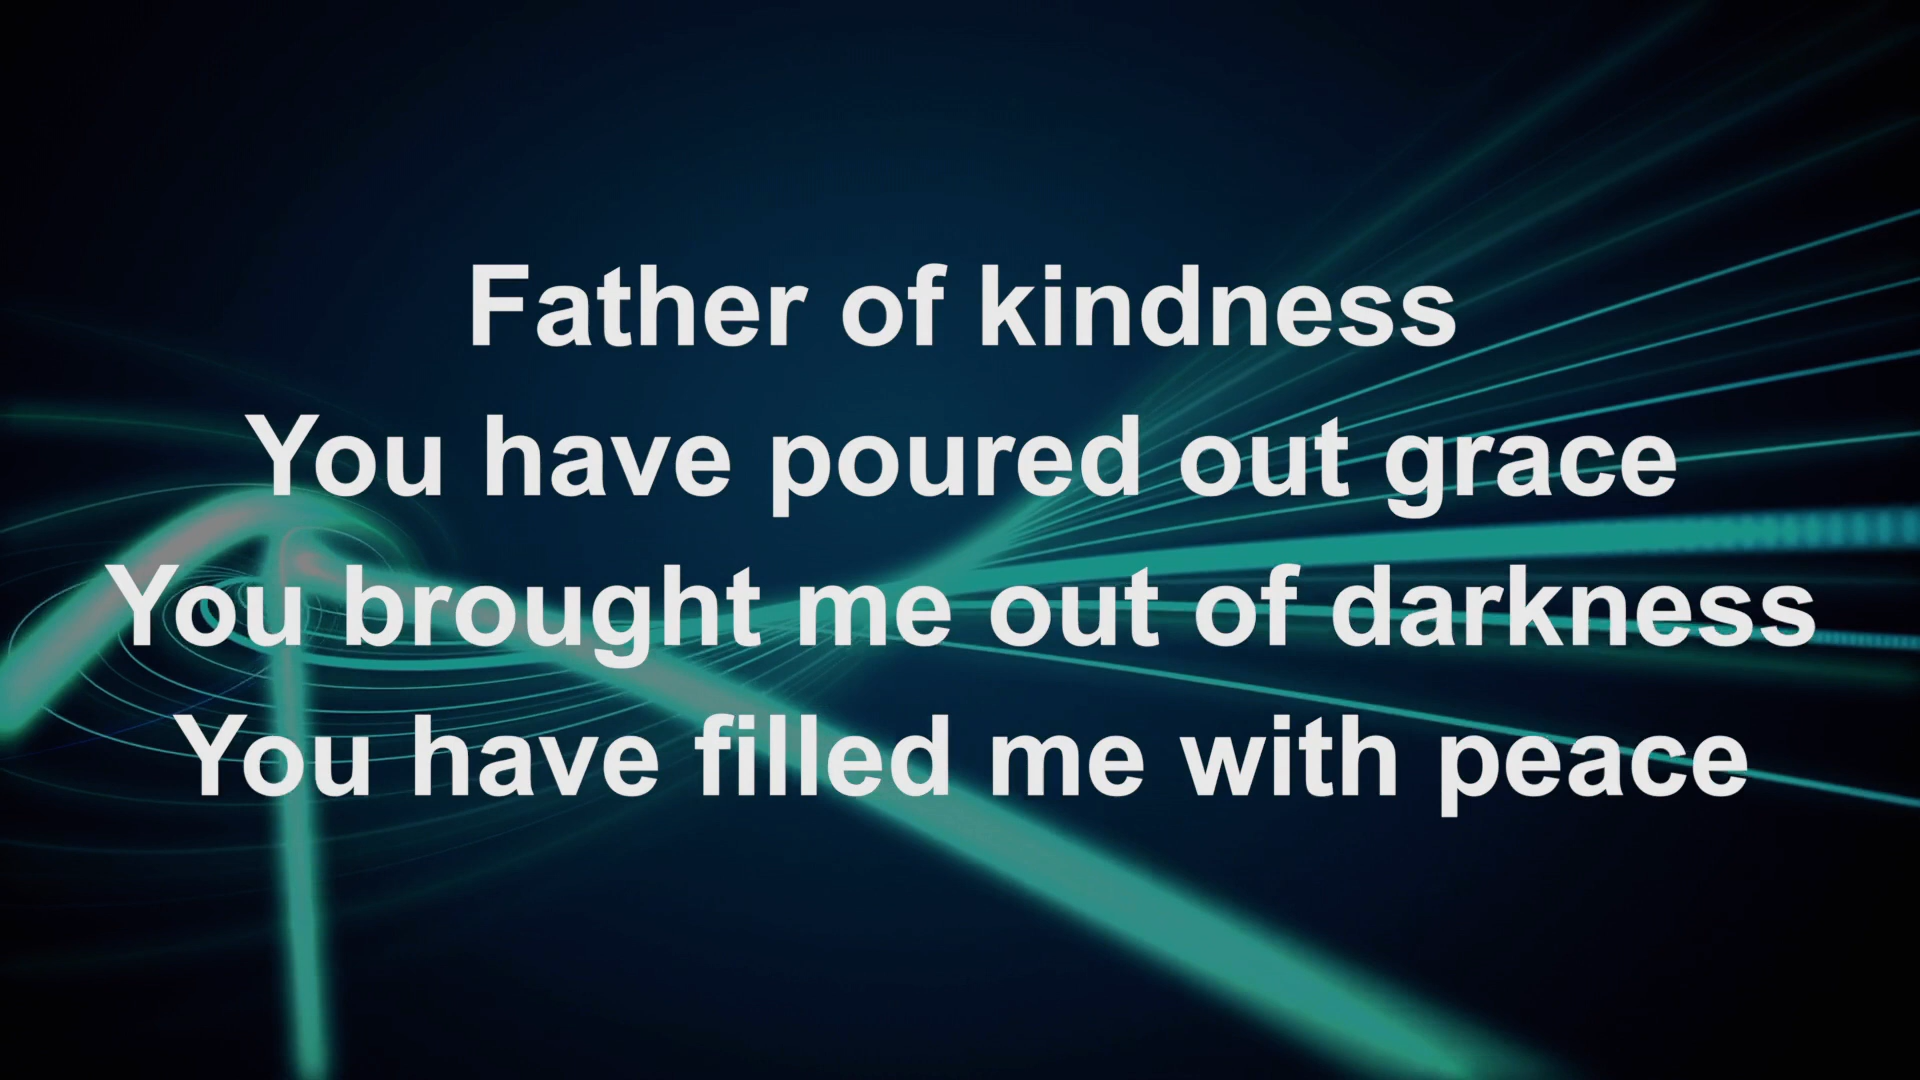 Father of kindness
You have poured out grace
You brought me out of darkness
You have filled me with peace